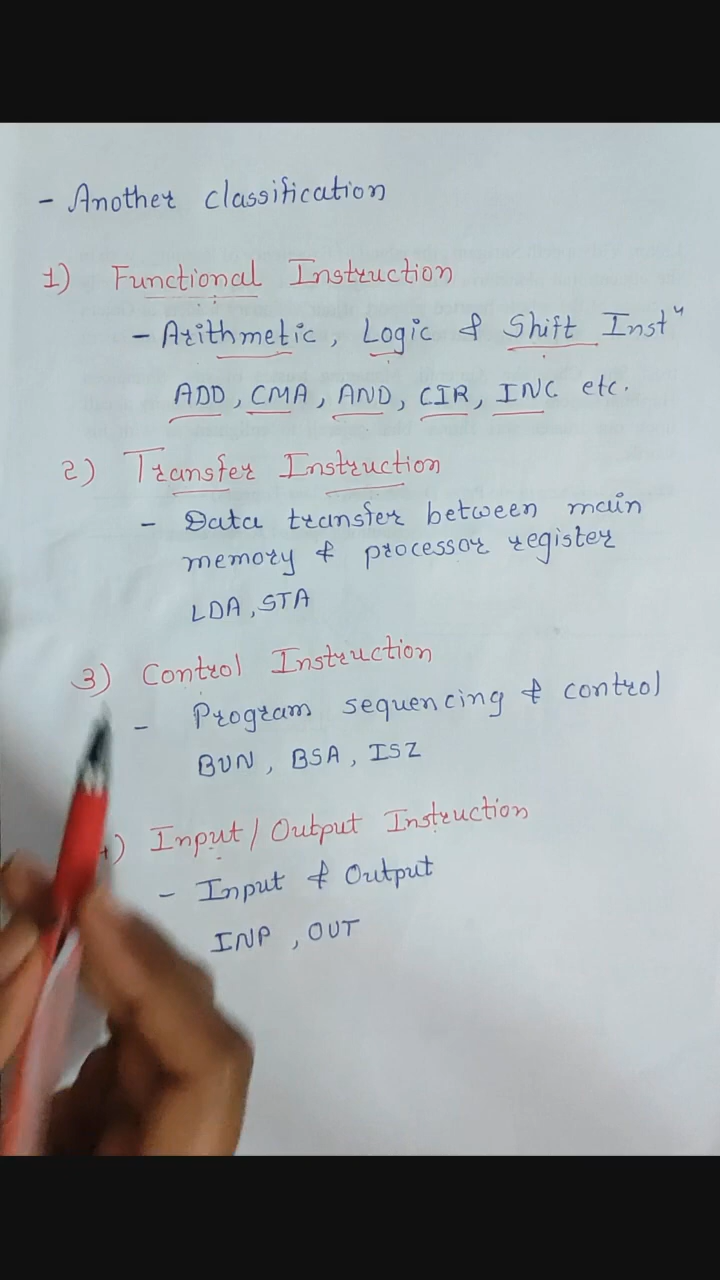 - Another classification
1) Functional Instruction
- Arithmetic, Logic & Shift Instⁿ
ADD, CMA, AND, CIR, INC etc.
2) Transfer Instruction
- Data transfer between main
memory & processor register
LDA, STA
3) Control Instruction
- Program sequencing & control
BUN, BSA, ISZ
) Input/Output Instruction
- Input & Output
INP, OUT